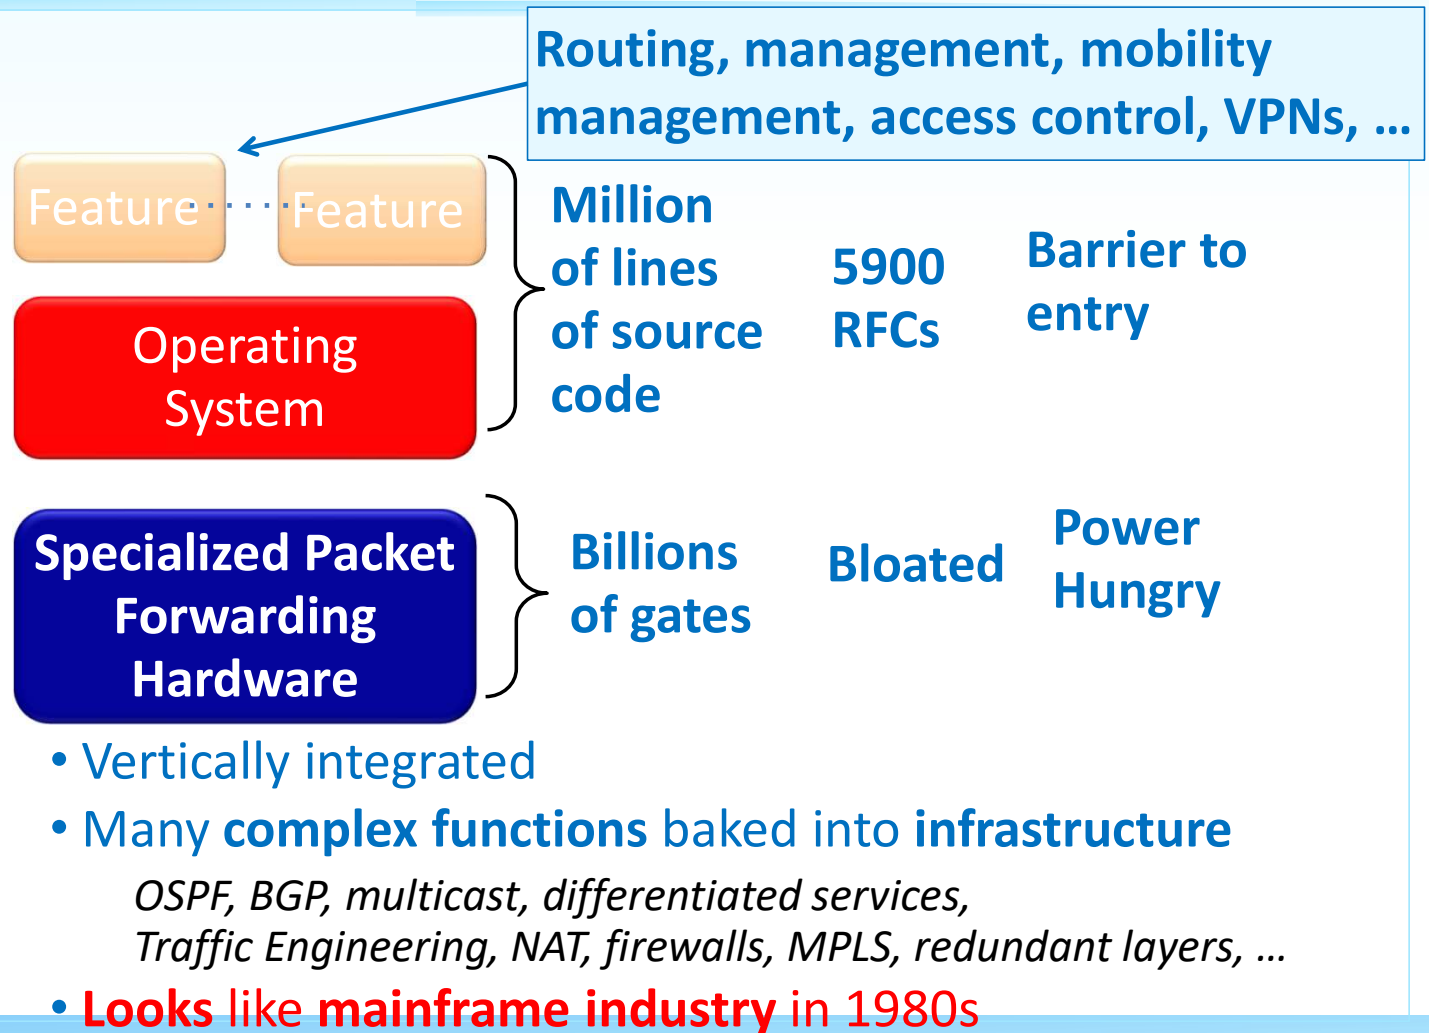 Routing, management, mobility
management, access control, VPNs, …
Feature ······ Feature
Million
of lines
of source
code
5900
RFCs
Barrier to
entry
Operating
System
Specialized Packet
Forwarding
Hardware
Billions
of gates
Bloated
Power
Hungry
• Vertically integrated
• Many complex functions baked into infrastructure
OSPF, BGP, multicast, differentiated services,
Traffic Engineering, NAT, firewalls, MPLS, redundant layers, …
• Looks like mainframe industry in 1980s